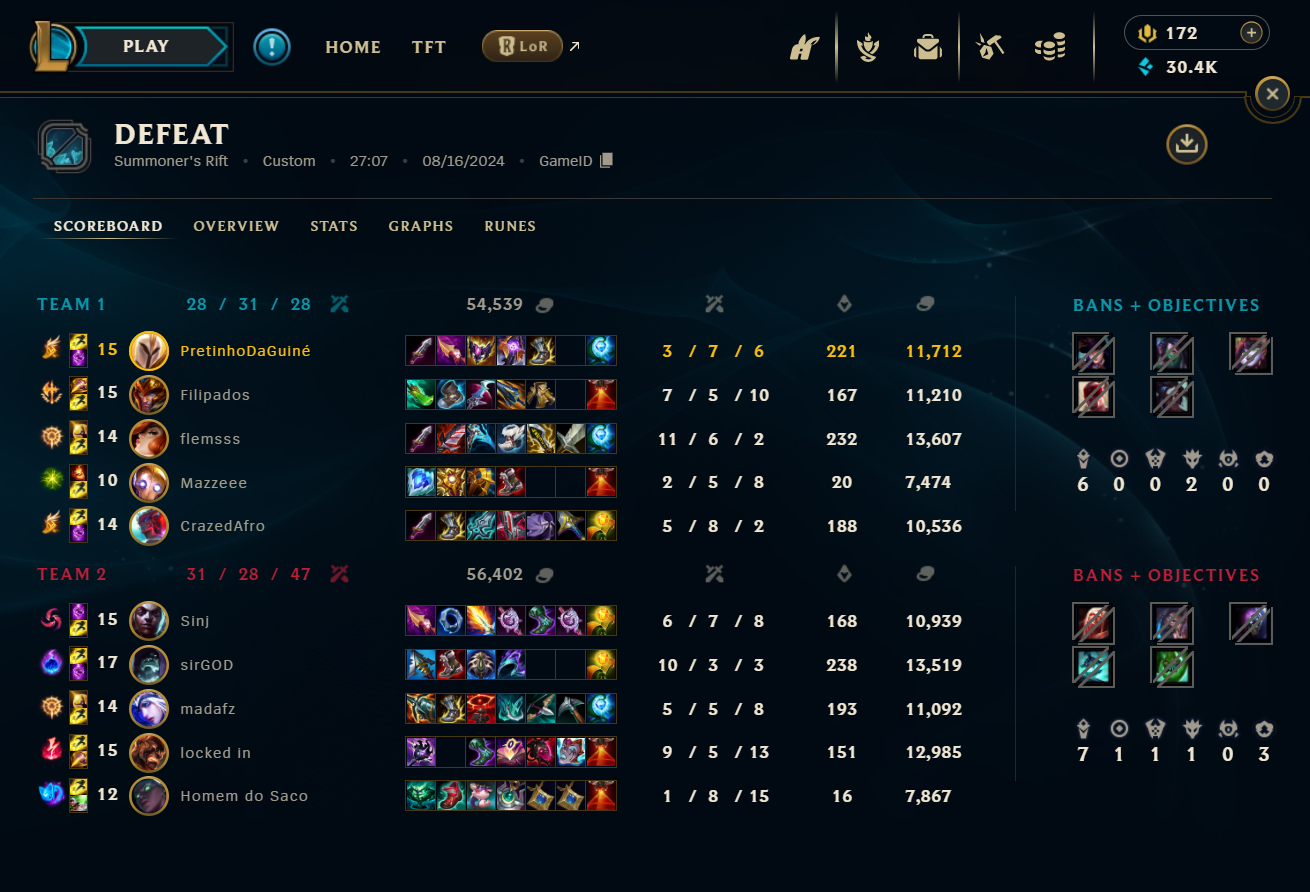 PLAY
HOME
TFT
LoR
172
30.4K
DEFEAT
Summoner's Rift • Custom • 27:07 • 08/16/2024 • GameID
SCOREBOARD OVERVIEW STATS GRAPHS RUNES
TEAM 1 28 / 31 / 28 54,539 BANS + OBJECTIVES
15 PretinhoDaGuiné 3 / 7 / 6 221 11,712
15 Filipados 7 / 5 / 10 167 11,210
14 flemsss 11 / 6 / 2 232 13,607
10 Mazzeee 2 / 5 / 8 20 7,474
6 0 0 2 0 0
14 CrazedAfro 5 / 8 / 2 188 10,536
TEAM 2 31 / 28 / 47 56,402 BANS + OBJECTIVES
15 Sinj 6 / 7 / 8 168 10,939
17 sirGOD 10 / 3 / 3 238 13,519
14 madafz 5 / 5 / 8 193 11,092
15 locked in 9 / 5 / 13 151 12,985
7 1 1 1 0 3
12 Homem do Saco 1 / 8 / 15 16 7,867